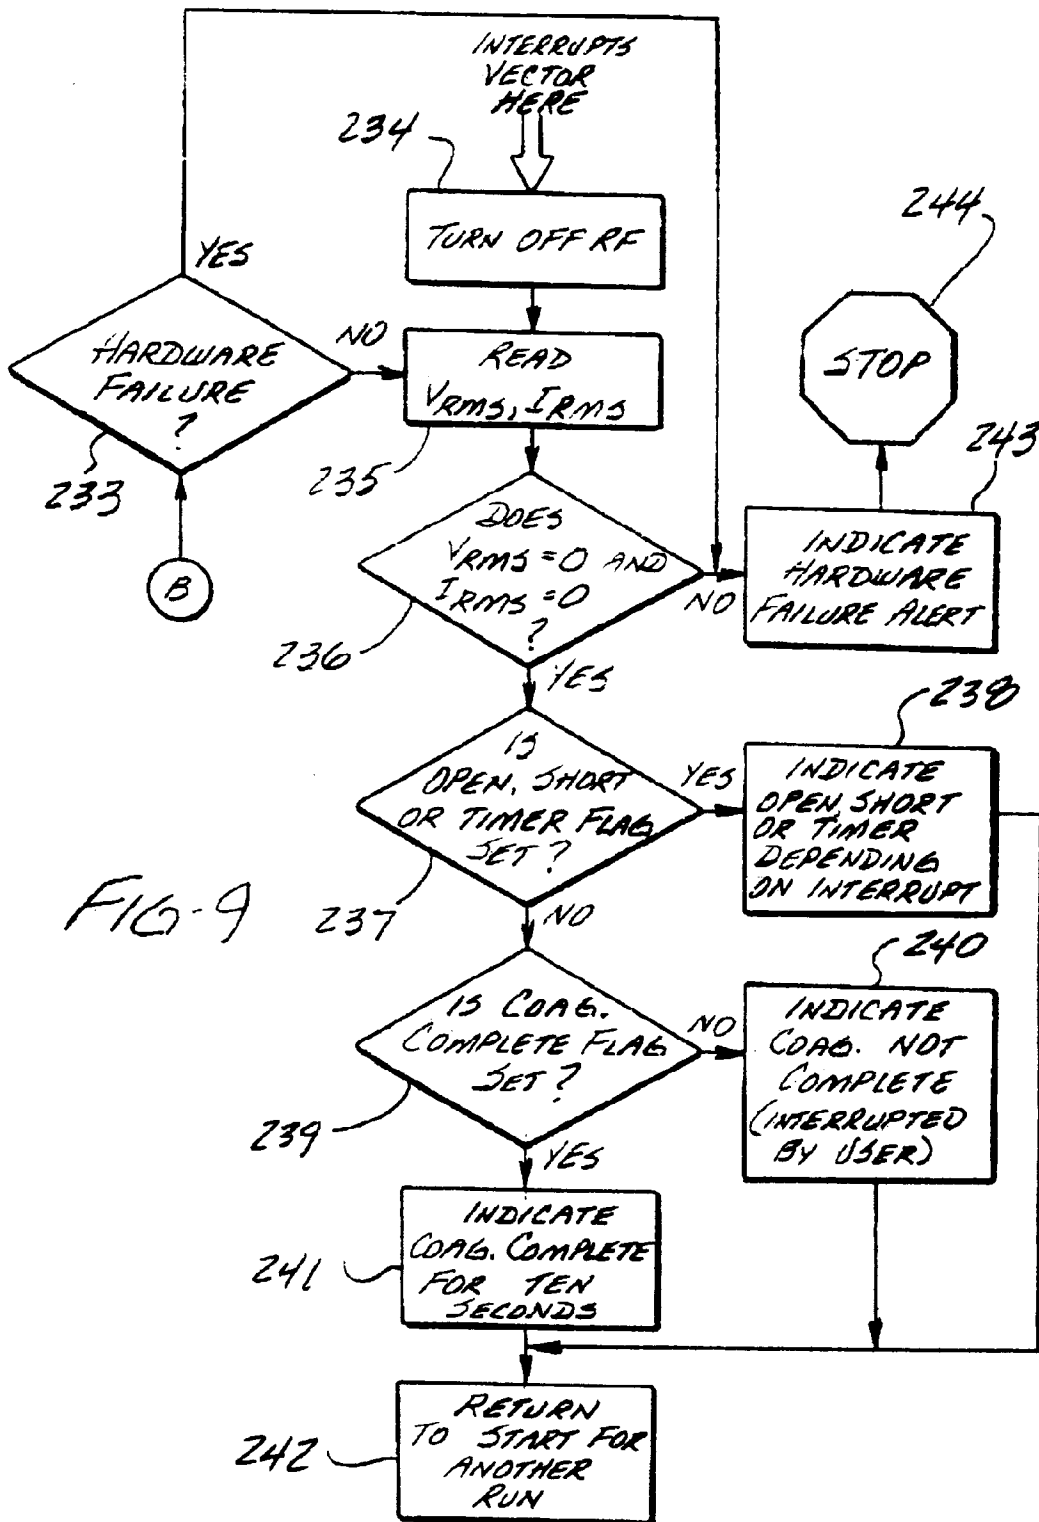 INTERRUPTS
VECTOR
HERE
234
TURN OFF RF
244
STOP
YES
HARDWARE
FAILURE
?
233
NO
READ
VRMS, IRMS
235
B
DOES
VRMS = 0 AND
IRMS = 0
?
236
NO
243
INDICATE
HARDWARE
FAILURE ALERT
YES
IS
OPEN, SHORT
OR TIMER FLAG
SET?
237
YES
238
INDICATE
OPEN, SHORT
OR TIMER
DEPENDING
ON INTERRUPT
FIG-9
NO
IS COAG.
COMPLETE FLAG
SET?
239
NO
240
INDICATE
COAG. NOT
COMPLETE
(INTERRUPTED
BY USER)
YES
INDICATE
COAG. COMPLETE
FOR TEN
SECONDS
241
RETURN
TO START FOR
ANOTHER
RUN
242